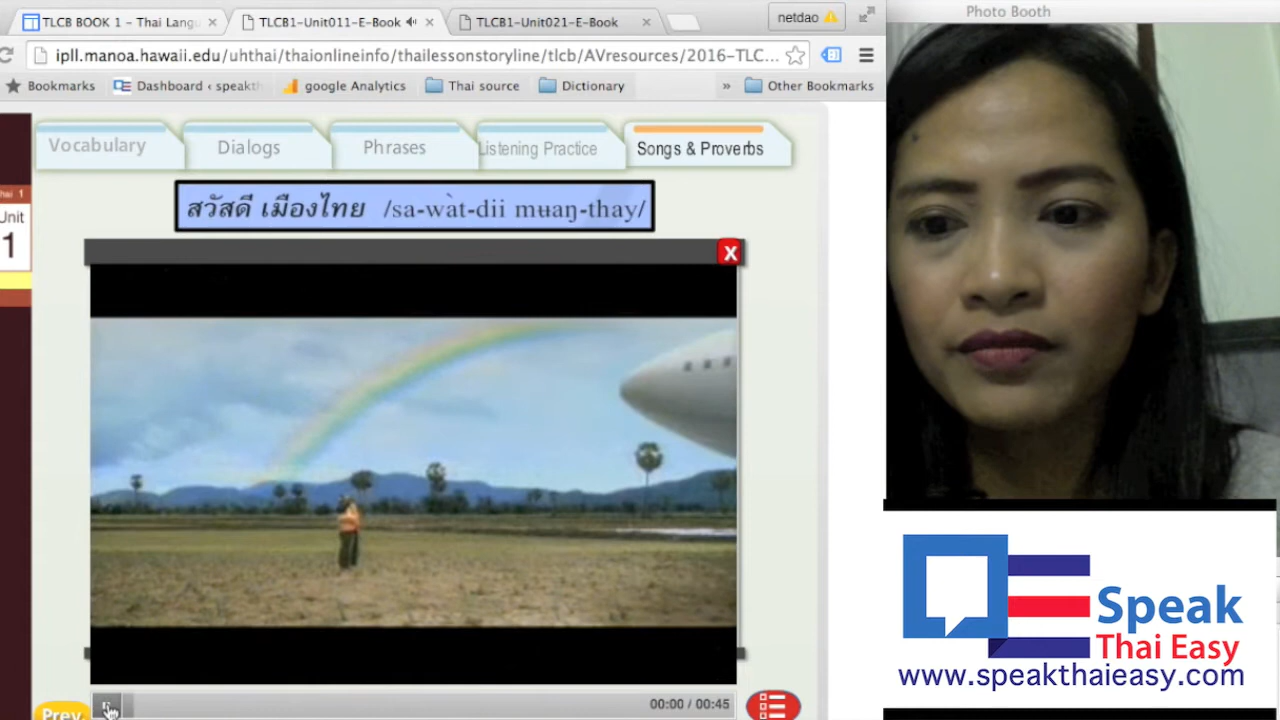 Photo Booth
TLCB BOOK 1 – Thai Langu
TLCB1-Unit011-E-Book
TLCB1-Unit021-E-Book
netdao
ipll.manoa.hawaii.edu/uhthai/thaionlineinfo/thailessonstoryline/tlcb/AVresources/2016-TLC...
Bookmarks
Dashboard ‹ speakth
google Analytics
Thai source
Dictionary
»
Other Bookmarks
Vocabulary
Dialogs
Phrases
Listening Practice
Songs & Proverbs
hai 1
Unit
1
สวัสดี เมืองไทย /sa-wàt-dii mʉaŋ-thay/
X
00:00 / 00:45
Prev.
Speak
Thai Easy
www.speakthaieasy.com